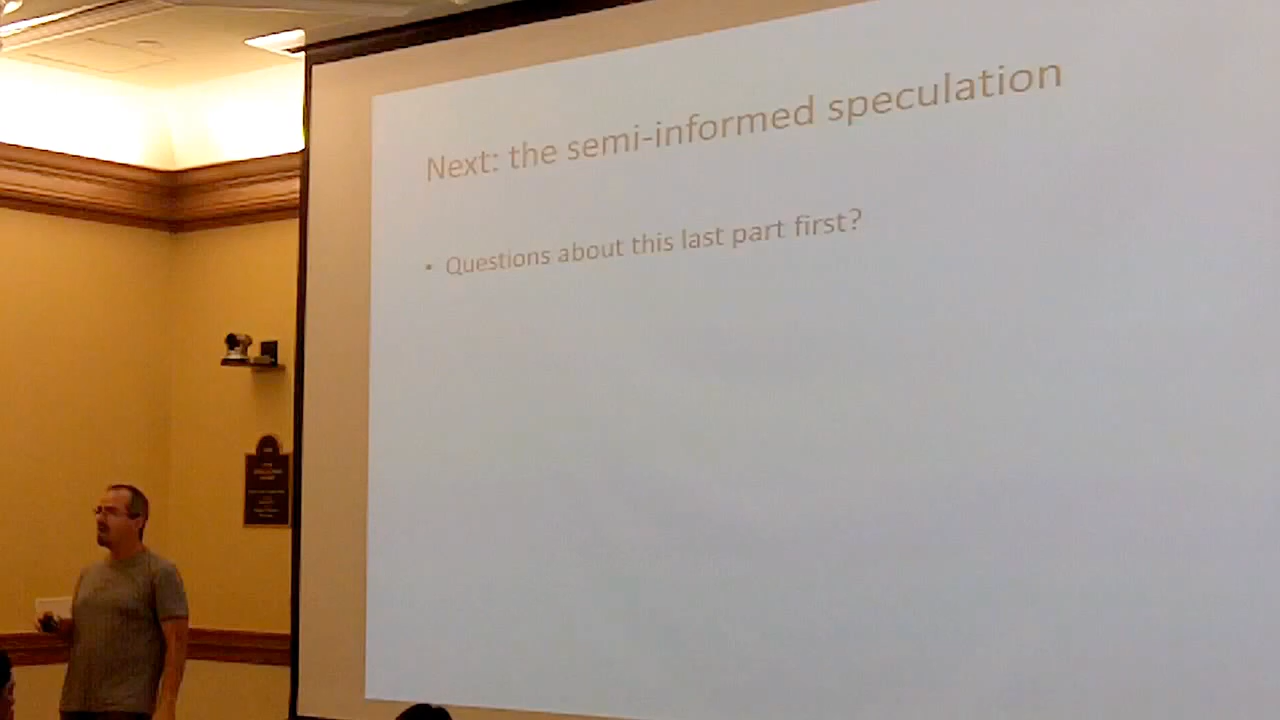 Next: the semi-informed speculation
• Questions about this last part first?